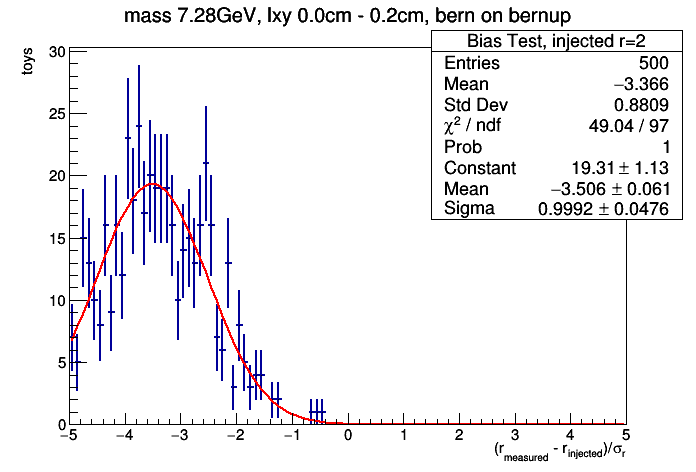 mass 7.28GeV, lxy 0.0cm - 0.2cm, bern on bernup
Bias Test, injected r=2
Entries 500
Mean −3.366
Std Dev 0.8809
χ² / ndf 49.04 / 97
Prob 1
Constant 19.31 ± 1.13
Mean −3.506 ± 0.061
Sigma 0.9992 ± 0.0476
toys
30
25
20
15
10
5
0
−5 −4 −3 −2 −1 0 1 2 3 4 5
(r_measured - r_injected)/σ_r